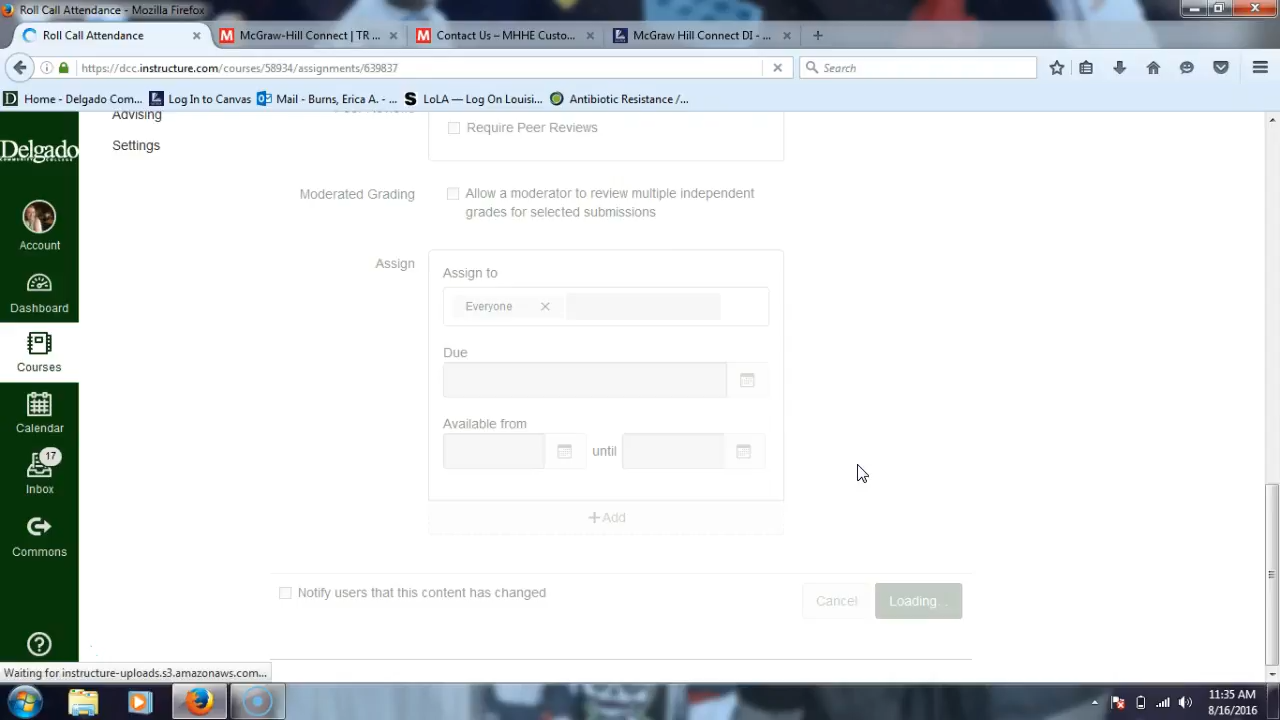 Roll Call Attendance - Mozilla Firefox
Roll Call Attendance
McGraw-Hill Connect | TR ...
Contact Us – MHHE Custo...
McGraw Hill Connect DI - ...
https://dcc.instructure.com/courses/58934/assignments/639837
Search
Home - Delgado Com...
Log In to Canvas
Mail - Burns, Erica A. - ...
LoLA — Log On Louisi...
Antibiotic Resistance /...
Advising
Settings
Delgado
COMMUNITY COLLEGE
Account
Dashboard
Courses
Calendar
17
Inbox
Commons
Require Peer Reviews
Moderated Grading
Allow a moderator to review multiple independent
grades for selected submissions
Assign
Assign to
Everyone
Due
Available from
until
+ Add
Notify users that this content has changed
Cancel
Loading...
Waiting for instructure-uploads.s3.amazonaws.com...
11:35 AM
8/16/2016